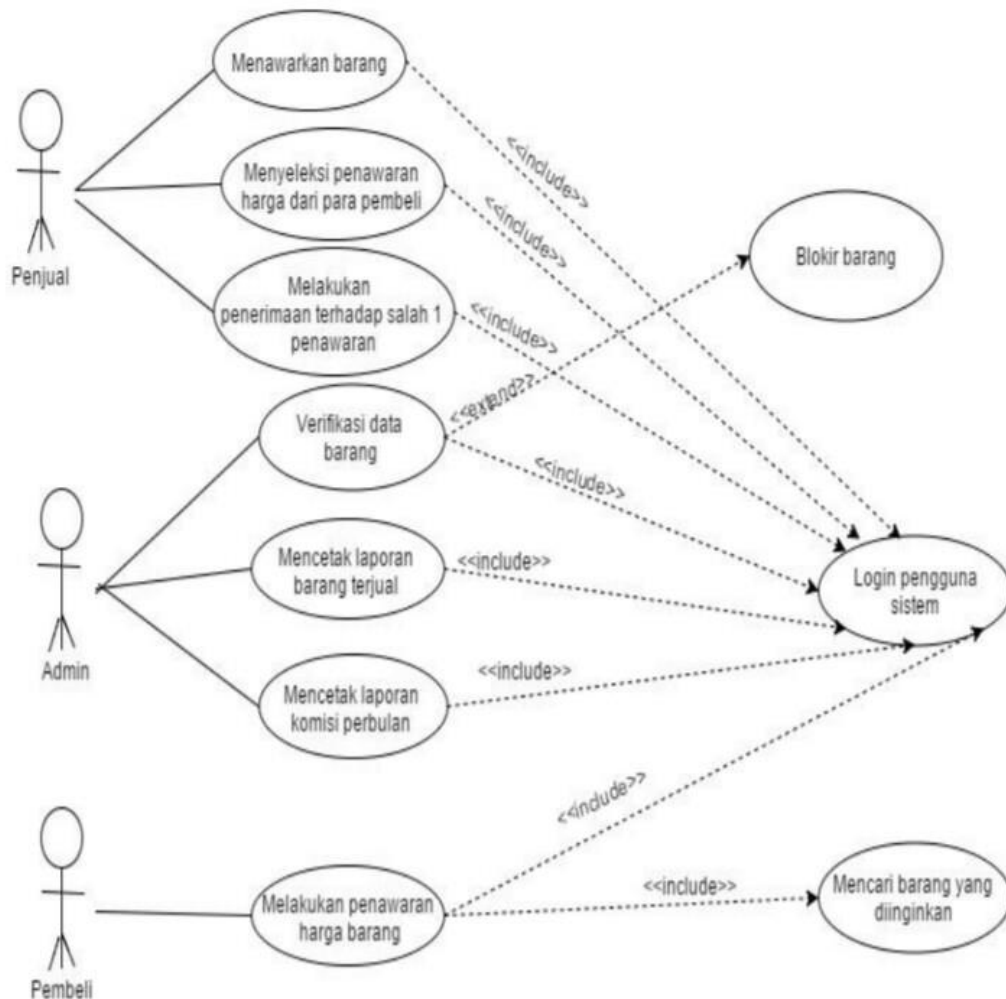 Menawarkan barang
<<include>>
Penjual
Menyeleksi penawaran
harga dari para pembeli
<<include>>
Blokir barang
Melakukan
penerimaan terhadap salah 1
penawaran
<<include>>
<<extend>>
Verifikasi data
barang
<<include>>
Admin
Mencetak laporan
barang terjual
<<include>>
Login pengguna
sistem
Mencetak laporan
komisi perbulan
<<include>>
<<include>>
Pembeli
Melakukan penawaran
harga barang
<<include>>
Mencari barang yang
diinginkan